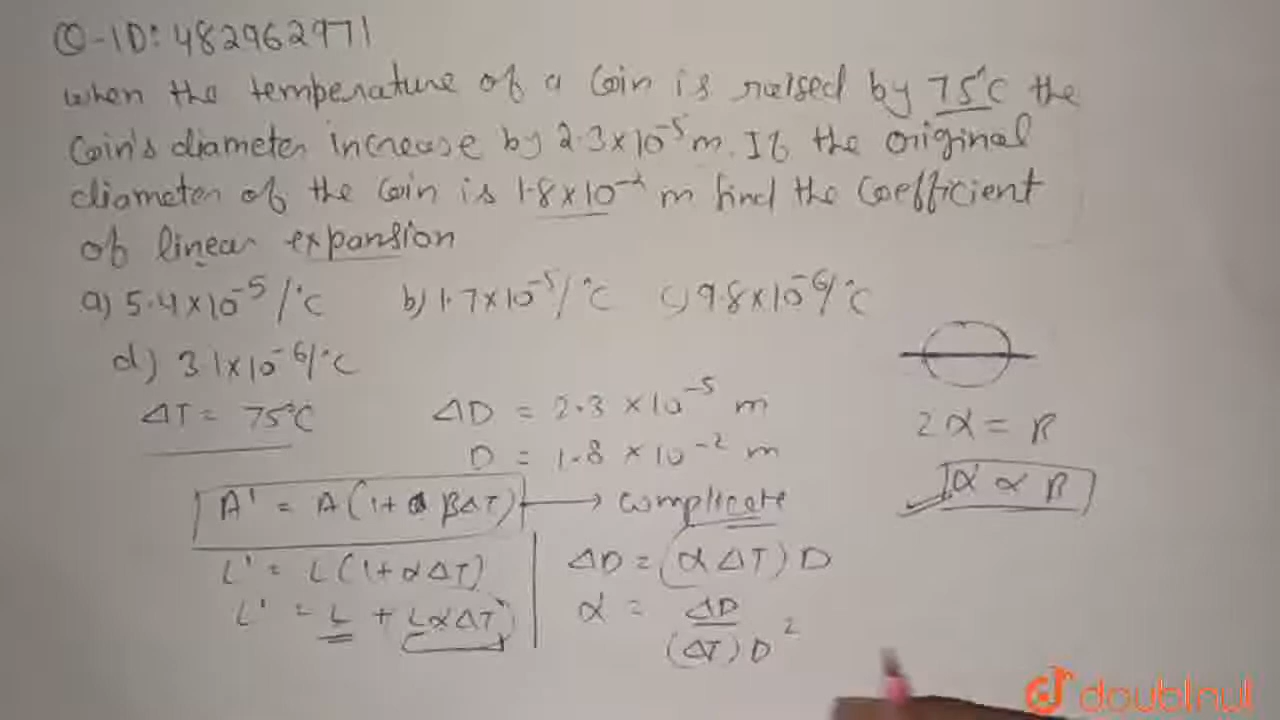 Q-ID: 482962971
when the temperature of a coin is raised by 75°C the
coin's diameter increase by 2.3×10⁻⁵ m. If the original
diameter of the coin is 1.8×10⁻² m find the coefficient
of linear expansion
a) 5.4×10⁻⁵/°C b) 1.7×10⁻⁵/°C c) 9.8×10⁻⁶/°C
d) 3.1×10⁻⁶/°C
ΔT = 75°C ΔD = 2.3 × 10⁻⁵ m
D = 1.8 × 10⁻² m
2α = β
α ∝ β
A' = A(1+ βΔT) → complicate
L' = L(1+αΔT) ΔD = (αΔT) D
L' = L + LαΔT α = ΔD
(ΔT) D ²
doubtnut